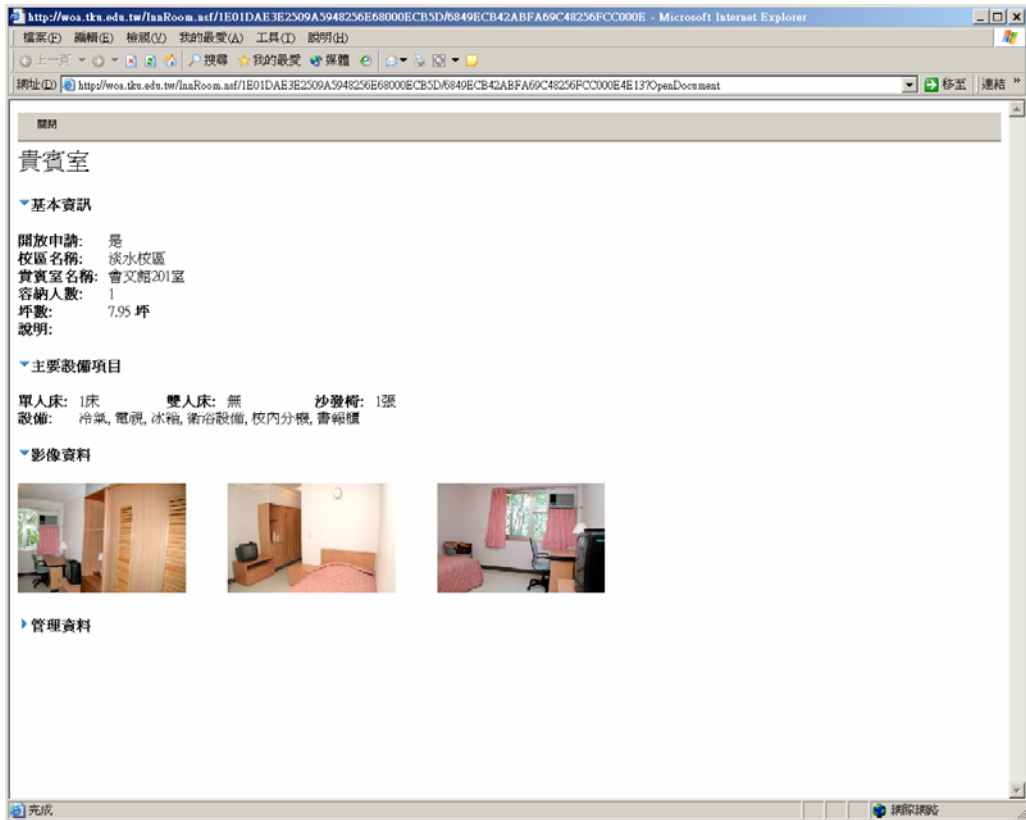 http://woa.tku.edu.tw/InnRoom.nsf/1E01DAE3E2509A5948256E68000ECB5D/6849ECB42ABFA69C48256FCC000E - Microsoft Internet Explorer
檔案(F) 編輯(E) 檢視(V) 我的最愛(A) 工具(T) 說明(H)
上一頁 搜尋 我的最愛 媒體
網址(D) http://woa.tku.edu.tw/InnRoom.nsf/1E01DAE3E2509A5948256E68000ECB5D/6849ECB42ABFA69C48256FCC000E4E13?OpenDocument 移至 連結 »
關閉
貴賓室
基本資訊
開放申請: 是
校區名稱: 淡水校區
貴賓室名稱: 會文館201室
容納人數: 1
坪數: 7.95 坪
說明:
主要設備項目
單人床: 1床 雙人床: 無 沙發椅: 1張
設備: 冷氣, 電視, 冰箱, 衛浴設備, 校內分機, 書報櫃
影像資料
管理資料
完成 網際網路